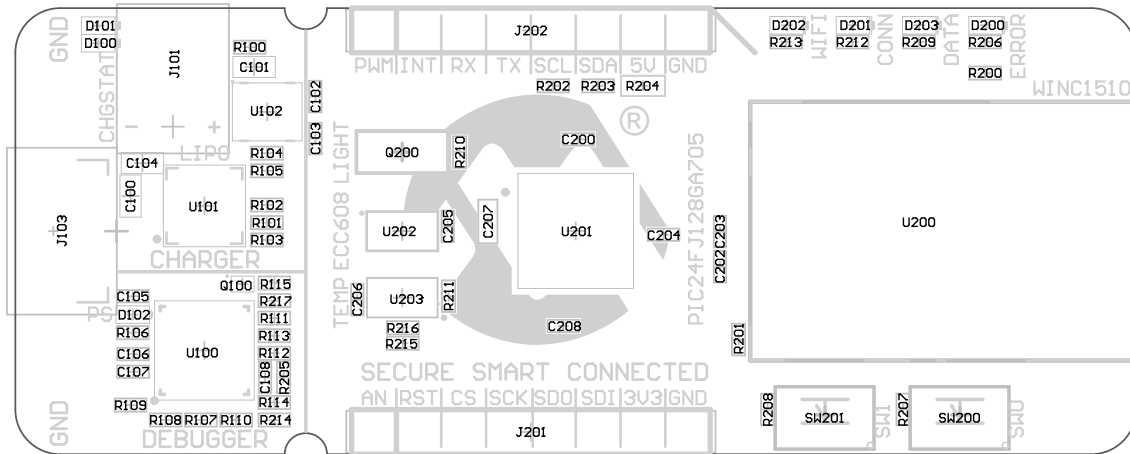 GND
D101
D100
CHGSTAT
J101
R100
C101
U102
C102
C103
LIPO
R104
R105
C104
C100
U101
R102
R101
R103
J103
CHARGER
Q100
R115
R217
C105
D102
PS
R106
R111
R113
C106
C107
U100
R112
C108
R205
R109
R114
R108
R107
R110
R214
GND
DEBUGGER
J202
PWM INT RX TX SCL SDA 5V GND
R202
R203
R204
TEMP ECC608 LIGHT
Q200
R210
C200
®
U202
C205
C207
U201
C204
C206
U203
R211
R216
R215
C208
PIC24FJ128GA705
C202
C203
SECURE SMART CONNECTED
AN RST CS SCK SDO SDI 3V3 GND
J201
D202
R213
WIFI
D201
R212
CONN
D203
R209
DATA
D200
R206
ERROR
R200
WINC1510
U200
R201
R208
SW201
SW1
R207
SW200
SW0